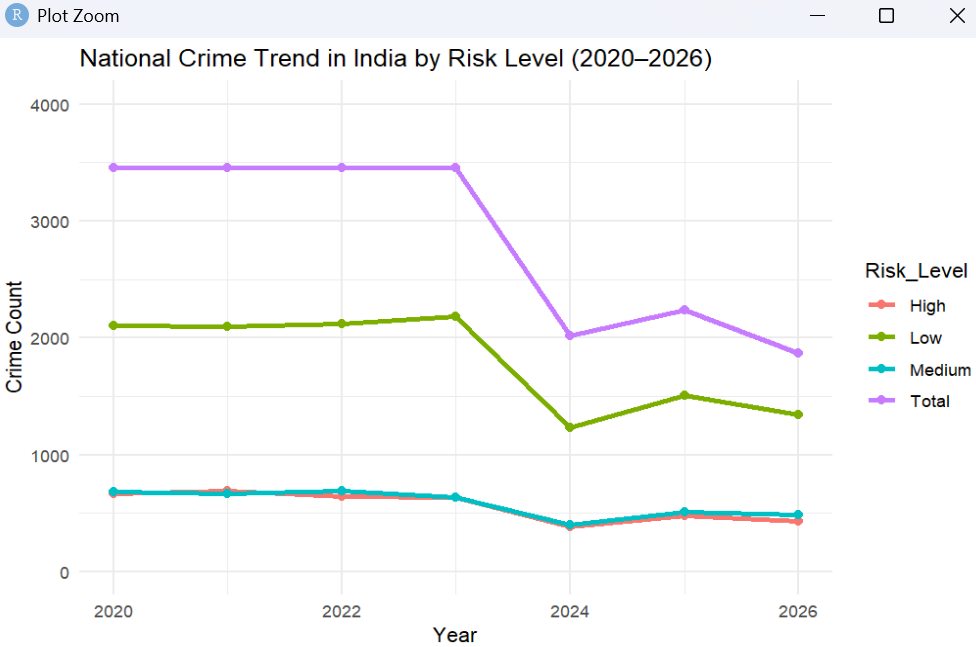 R Plot Zoom
National Crime Trend in India by Risk Level (2020–2026)
4000
3000
2000
1000
0
Crime Count
2020 2022 2024 2026
Year
Risk_Level
High
Low
Medium
Total